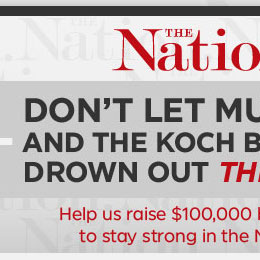 THE
Natio
DON'T LET MU
AND THE KOCH B
DROWN OUT TH
Help us raise $100,000
to stay strong in the N